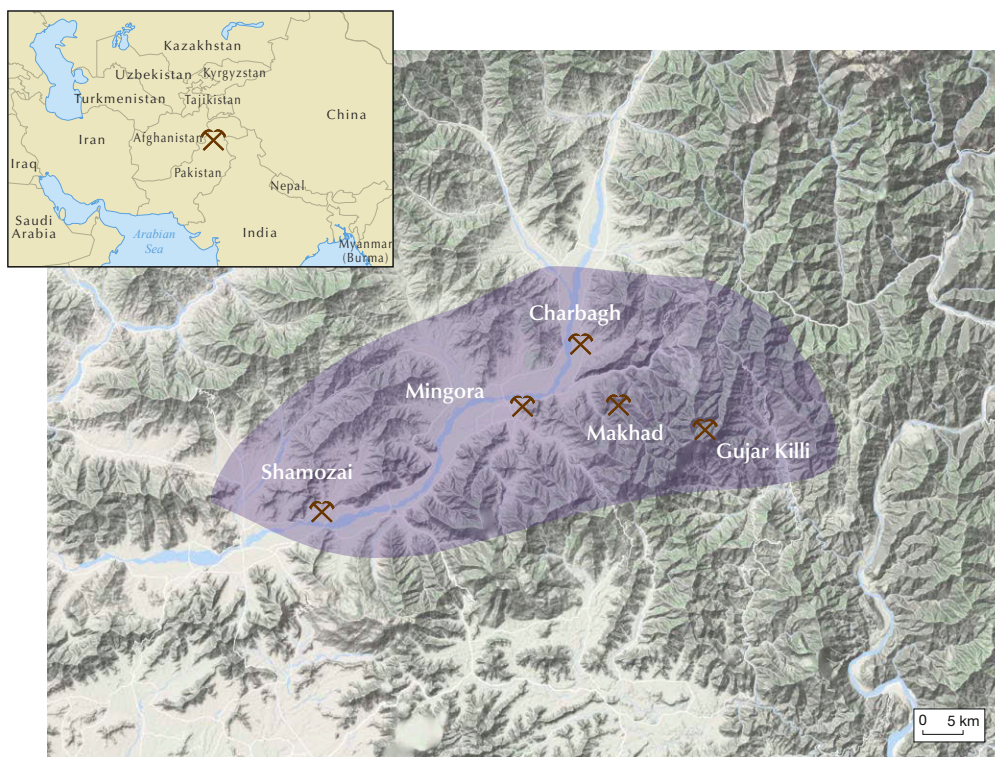 Kazakhstan
Uzbekistan
Kyrgyzstan
Turkmenistan
Tajikistan
China
Iran
Afghanistan
Iraq
Pakistan
Nepal
Saudi
Arabia
Arabian
Sea
India
Myanmar
(Burma)
Charbagh
Mingora
Makhad
Gujar Killi
Shamozai
0 5 km